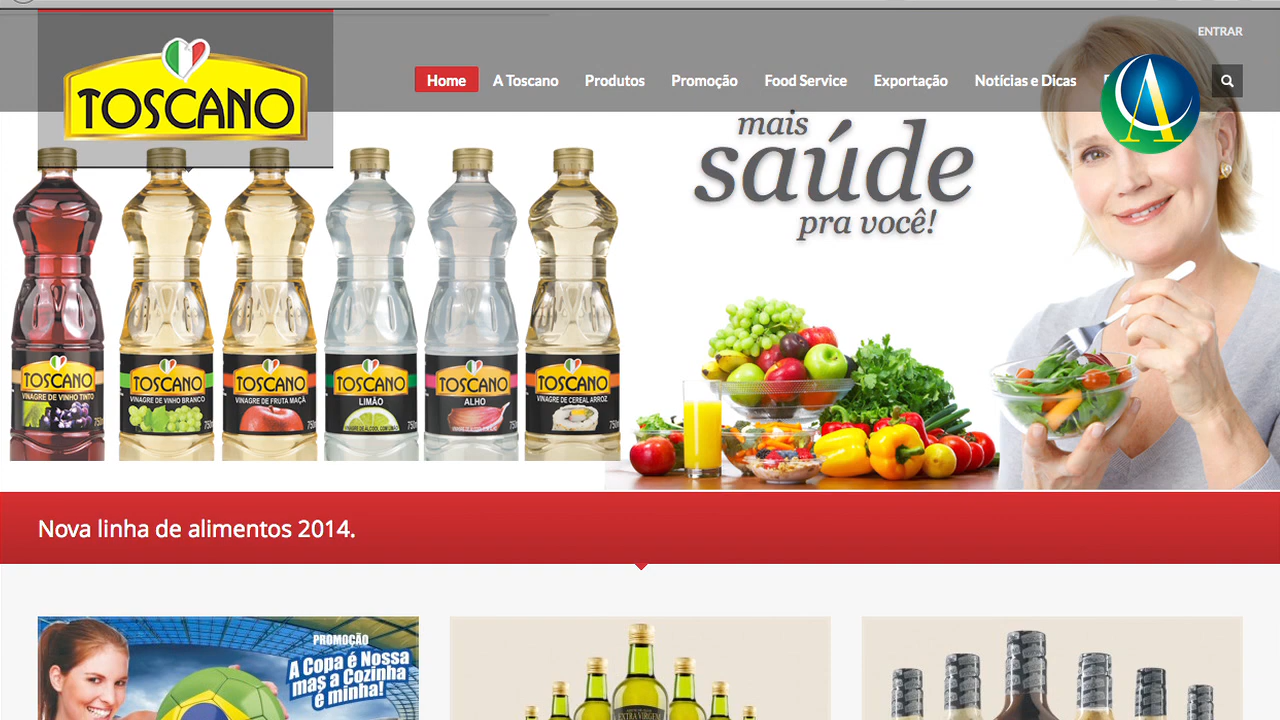 ENTRAR
TOSCANO
Home A Toscano Produtos Promoção Food Service Exportação Notícias e Dicas
A
mais
saúde
pra você!
TOSCANO TOSCANO TOSCANO TOSCANO TOSCANO TOSCANO
VINAGRE DE VINHO TINTO VINAGRE DE VINHO BRANCO VINAGRE DE FRUTA MAÇÃ LIMÃO ALHO VINAGRE DE CEREAL ARROZ
Nova linha de alimentos 2014.
PROMOÇÃO
A Copa é Nossa
mas a Cozinha
é minha!
EXTRA VIRGEM